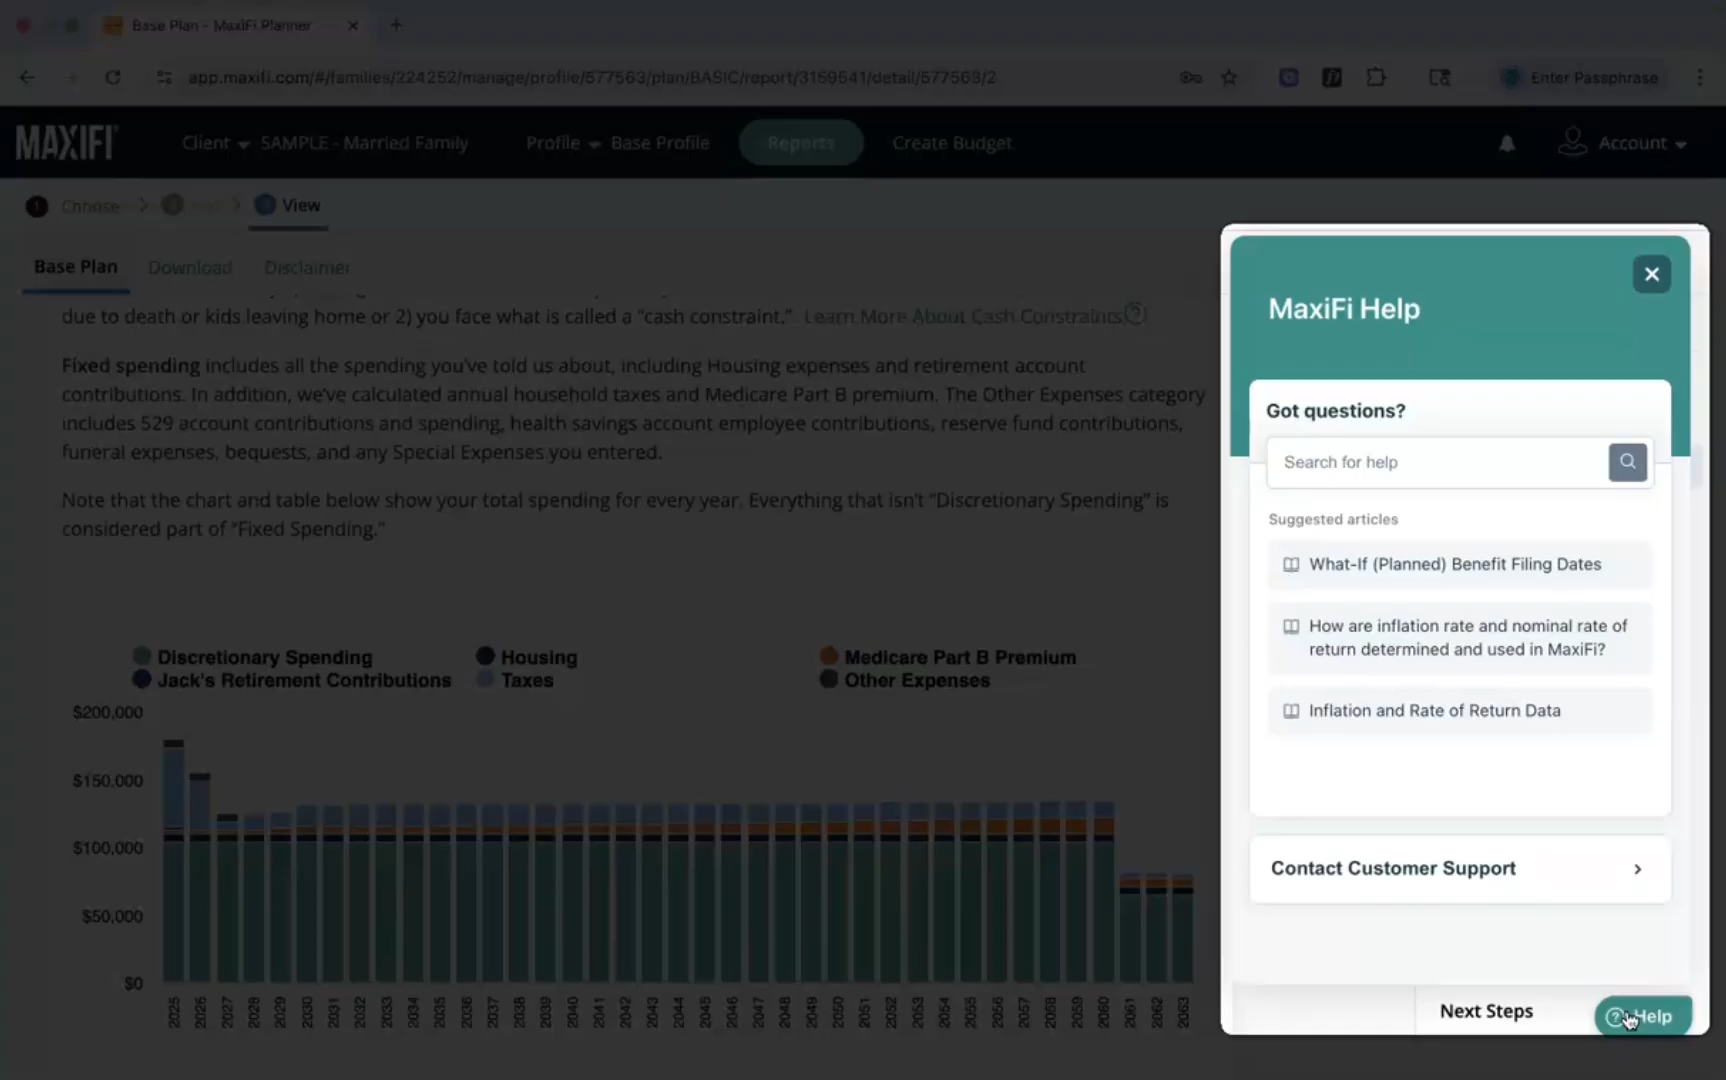 Base Plan - MaxiFi Planner
app.maxifi.com/#/families/224252/manage/profile/577563/plan/BASIC/report/3159541/detail/577563/2
Enter Passphrase
MAXIFI
Client
SAMPLE - Married Family
Profile
Base Profile
Reports
Create Budget
Account
1
Choose
View
Base Plan
Download
Disclaimer
due to death or kids leaving home or 2) you face what is called a “cash constraint.” Learn More About Cash Constraints
Fixed spending includes all the spending you’ve told us about, including Housing expenses and retirement account
contributions. In addition, we’ve calculated annual household taxes and Medicare Part B premium. The Other Expenses category
includes 529 account contributions and spending, health savings account employee contributions, reserve fund contributions,
funeral expenses, bequests, and any Special Expenses you entered.
Note that the chart and table below show your total spending for every year. Everything that isn’t “Discretionary Spending” is
considered part of “Fixed Spending.”
Discretionary Spending
Housing
Medicare Part B Premium
Jack's Retirement Contributions
Taxes
Other Expenses
$200,000
$150,000
$100,000
$50,000
$0
2025
2026
2027
2028
2029
2030
2031
2032
2033
2034
2035
2036
2037
2038
2039
2040
2041
2042
2043
2044
2045
2046
2047
2048
2049
2050
2051
2052
2053
2054
2055
2056
2057
2058
2059
2060
2061
2062
2063
MaxiFi Help
Got questions?
Search for help
Suggested articles
What-If (Planned) Benefit Filing Dates
How are inflation rate and nominal rate of
return determined and used in MaxiFi?
Inflation and Rate of Return Data
Contact Customer Support
Next Steps
Help